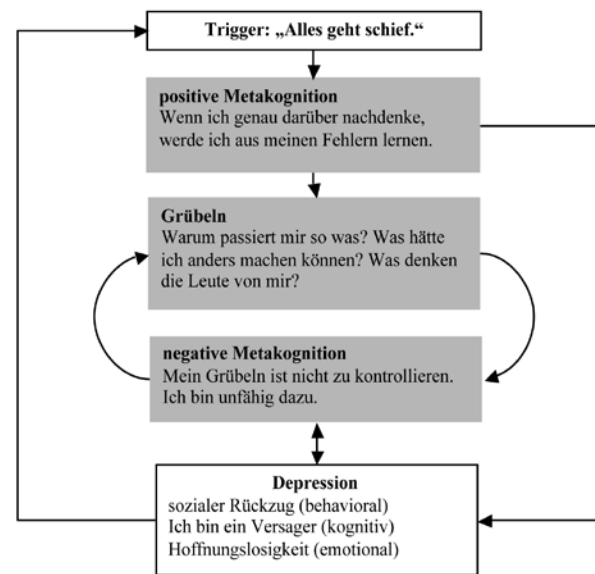 Trigger: „Alles geht schief.“
positive Metakognition
Wenn ich genau darüber nachdenke,
werde ich aus meinen Fehlern lernen.
Grübeln
Warum passiert mir so was? Was hätte
ich anders machen können? Was denken
die Leute von mir?
negative Metakognition
Mein Grübeln ist nicht zu kontrollieren.
Ich bin unfähig dazu.
Depression
sozialer Rückzug (behavioral)
Ich bin ein Versager (kognitiv)
Hoffnungslosigkeit (emotional)